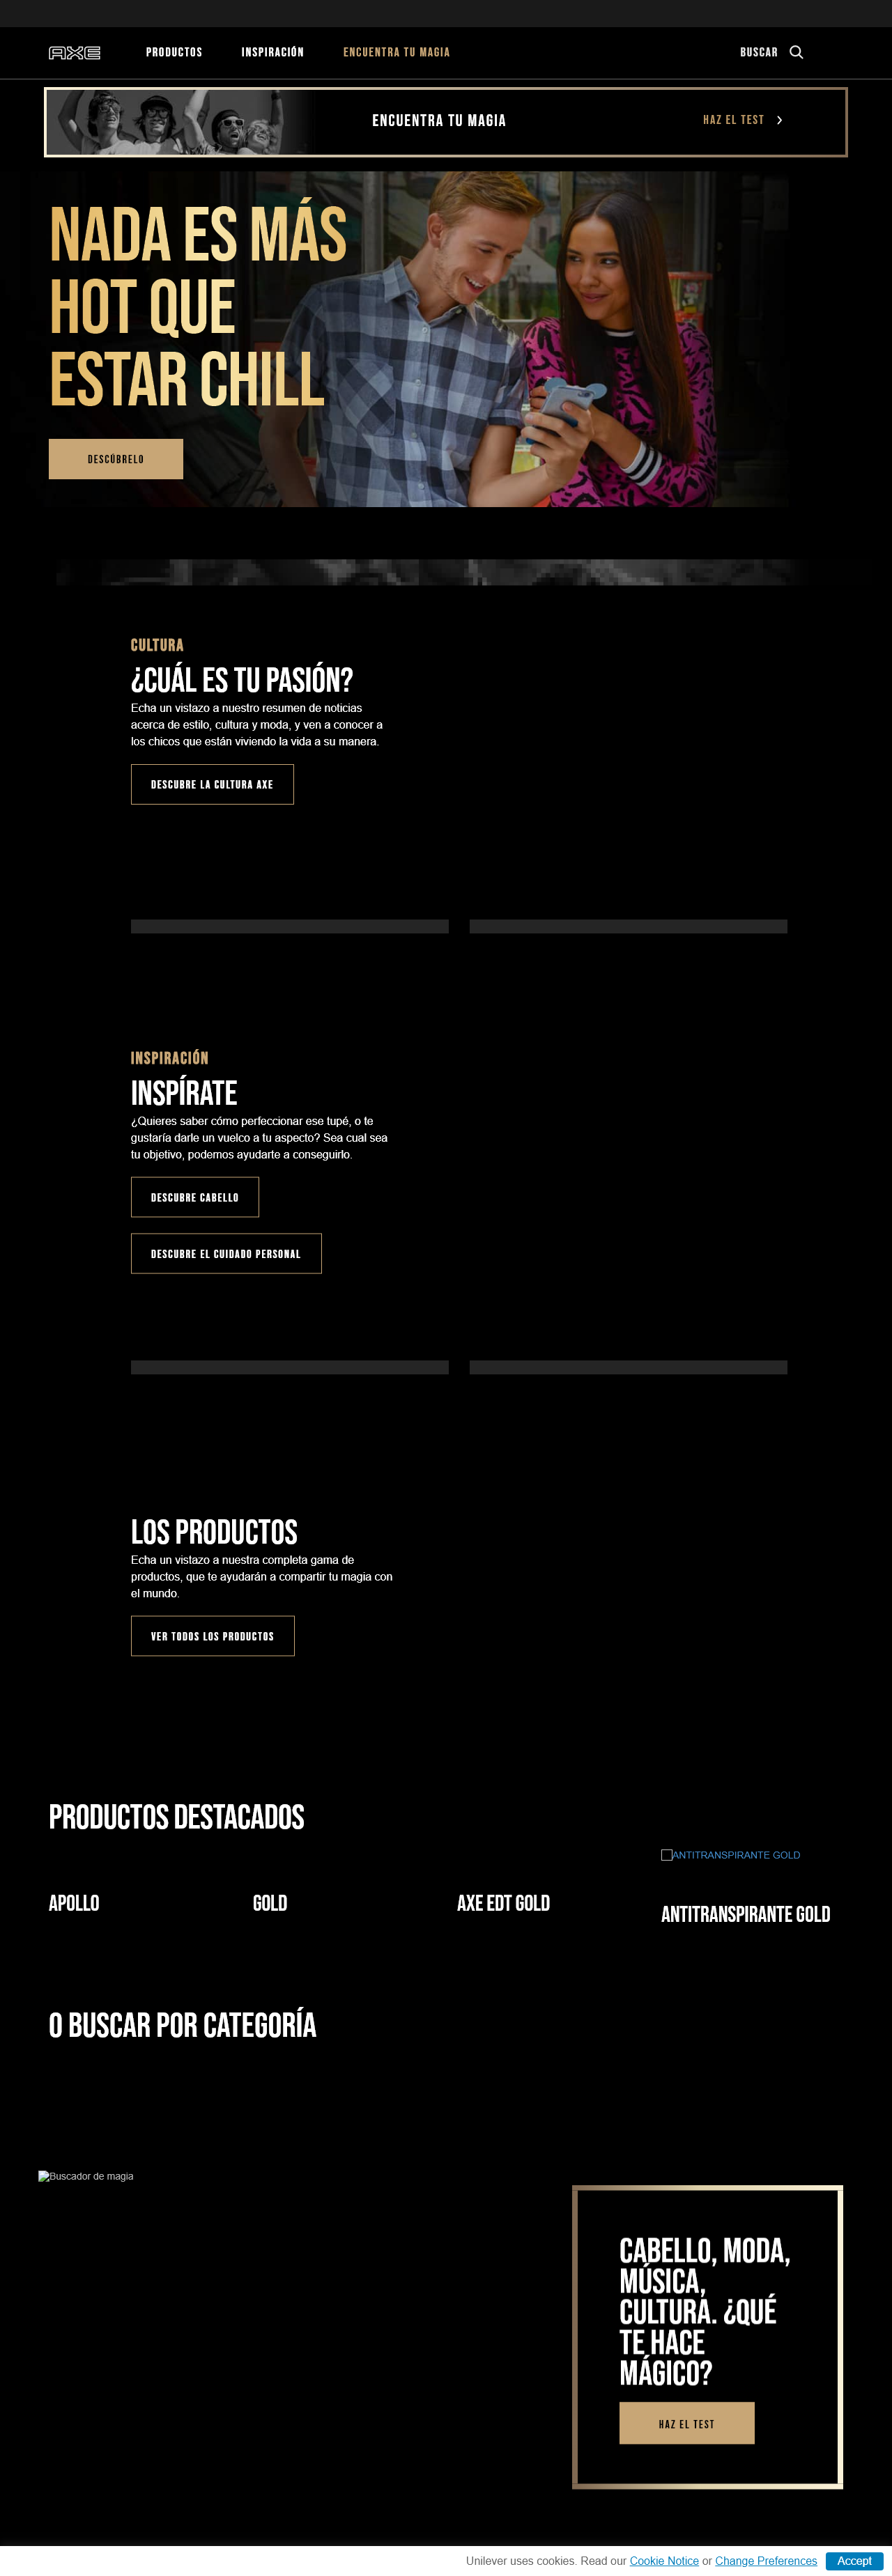 AXE
PRODUCTOS
INSPIRACIÓN
ENCUENTRA TU MAGIA
BUSCAR
ENCUENTRA TU MAGIA
HAZ EL TEST
NADA ES MÁS
HOT QUE
ESTAR CHILL
DESCÚBRELO
CULTURA
¿CUÁL ES TU PASIÓN?
Echa un vistazo a nuestro resumen de noticias
acerca de estilo, cultura y moda, y ven a conocer a
los chicos que están viviendo la vida a su manera.
DESCUBRE LA CULTURA AXE
INSPIRACIÓN
INSPÍRATE
¿Quieres saber cómo perfeccionar ese tupé, o te
gustaría darle un vuelco a tu aspecto? Sea cual sea
tu objetivo, podemos ayudarte a conseguirlo.
DESCUBRE CABELLO
DESCUBRE EL CUIDADO PERSONAL
LOS PRODUCTOS
Echa un vistazo a nuestra completa gama de
productos, que te ayudarán a compartir tu magia con
el mundo.
VER TODOS LOS PRODUCTOS
PRODUCTOS DESTACADOS
ANTITRANSPIRANTE GOLD
APOLLO
GOLD
AXE EDT GOLD
ANTITRANSPIRANTE GOLD
O BUSCAR POR CATEGORÍA
Buscador de magia
CABELLO, MODA,
MÚSICA,
CULTURA. ¿QUÉ
TE HACE
MÁGICO?
HAZ EL TEST
Unilever uses cookies. Read our Cookie Notice or Change Preferences
Accept